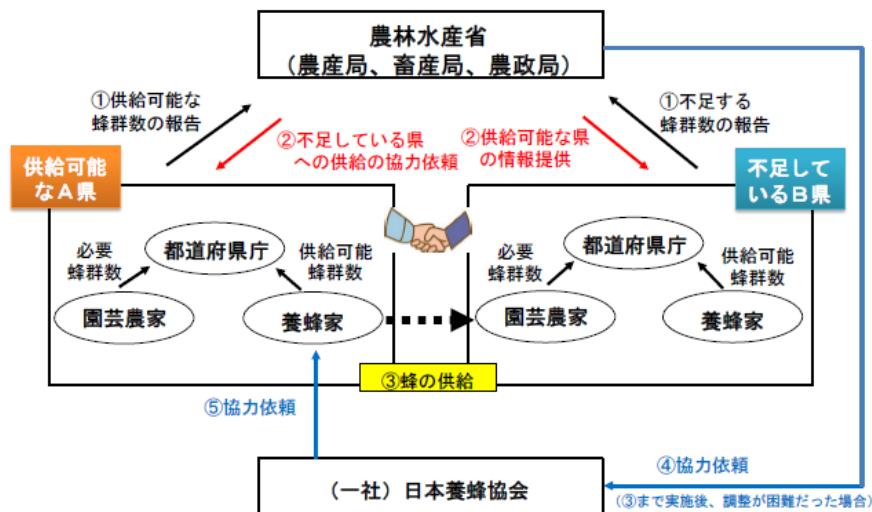 農林水産省
（農産局、畜産局、農政局）
①供給可能な
蜂群数の報告
②不足している県
への供給の協力依頼
②供給可能な県
の情報提供
①不足する
蜂群数の報告
供給可能
なA県
不足して
いるB県
都道府県庁
必要
蜂群数
供給可能
蜂群数
園芸農家
養蜂家
都道府県庁
必要
蜂群数
供給可能
蜂群数
園芸農家
養蜂家
③蜂の供給
⑤協力依頼
④協力依頼
（③まで実施後、調整が困難だった場合）
（一社）日本養蜂協会